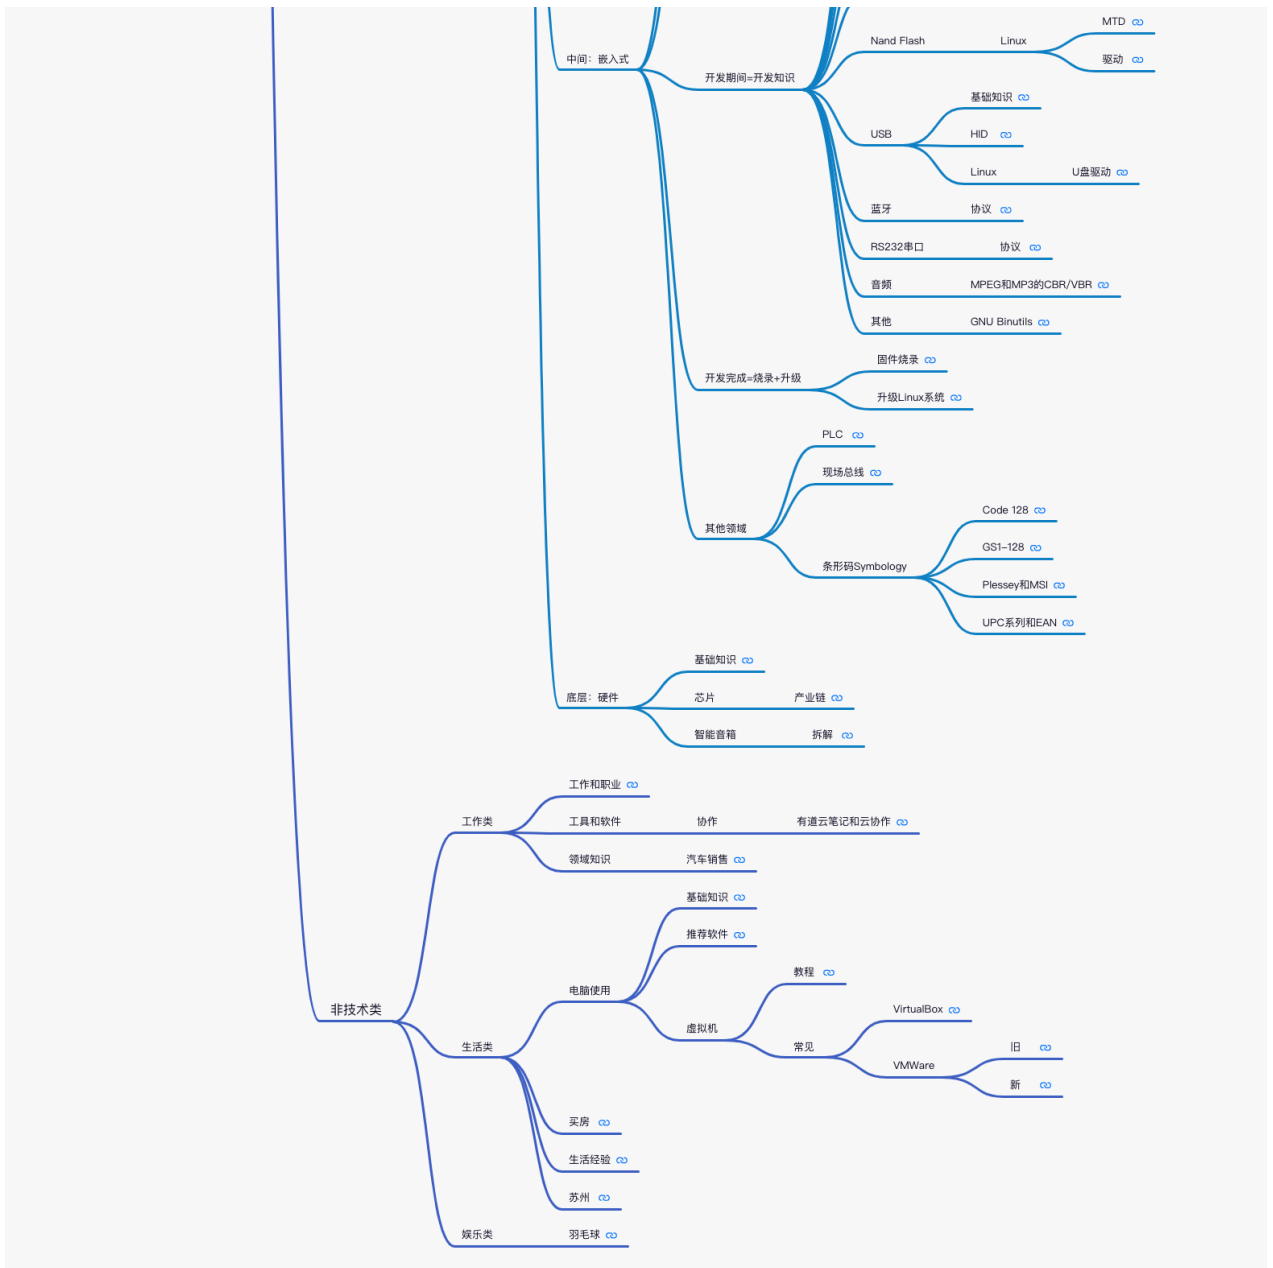 MTD
Nand Flash Linux
中间：嵌入式 驱动
开发期间=开发知识
基础知识
USB HID
Linux U盘驱动
蓝牙 协议
RS232串口 协议
音频 MPEG和MP3的CBR/VBR
其他 GNU Binutils
固件烧录
开发完成=烧录+升级
升级Linux系统
PLC
现场总线
Code 128
其他领域
GS1-128
条形码Symbology
Plessey和MSI
UPC系列和EAN
基础知识
底层：硬件 芯片 产业链
智能音箱 拆解
工作和职业
工作类 工具和软件 协作 有道云笔记和云协作
领域知识 汽车销售
基础知识
推荐软件
教程
电脑使用
非技术类 VirtualBox
虚拟机
生活类 常见 旧
VMWare
新
买房
生活经验
苏州
娱乐类 羽毛球